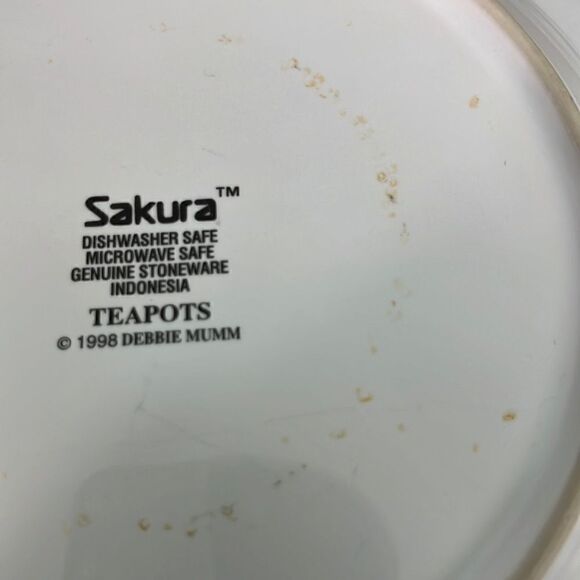 Sakura™
DISHWASHER SAFE
MICROWAVE SAFE
GENUINE STONEWARE
INDONESIA
TEAPOTS
© 1998 DEBBIE MUMM